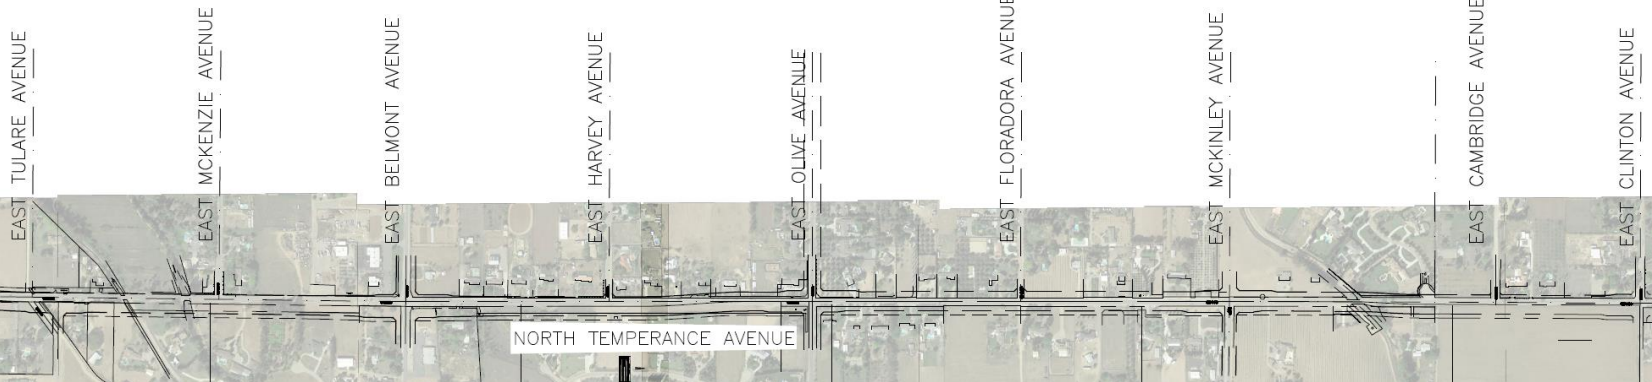 EAST TULARE AVENUE
EAST MCKENZIE AVENUE
EAST BELMONT AVENUE
EAST HARVEY AVENUE
EAST OLIVE AVENUE
EAST FLORADORA AVENUE
EAST MCKINLEY AVENUE
EAST CAMBRIDGE AVENUE
EAST CLINTON AVENUE
NORTH TEMPERANCE AVENUE